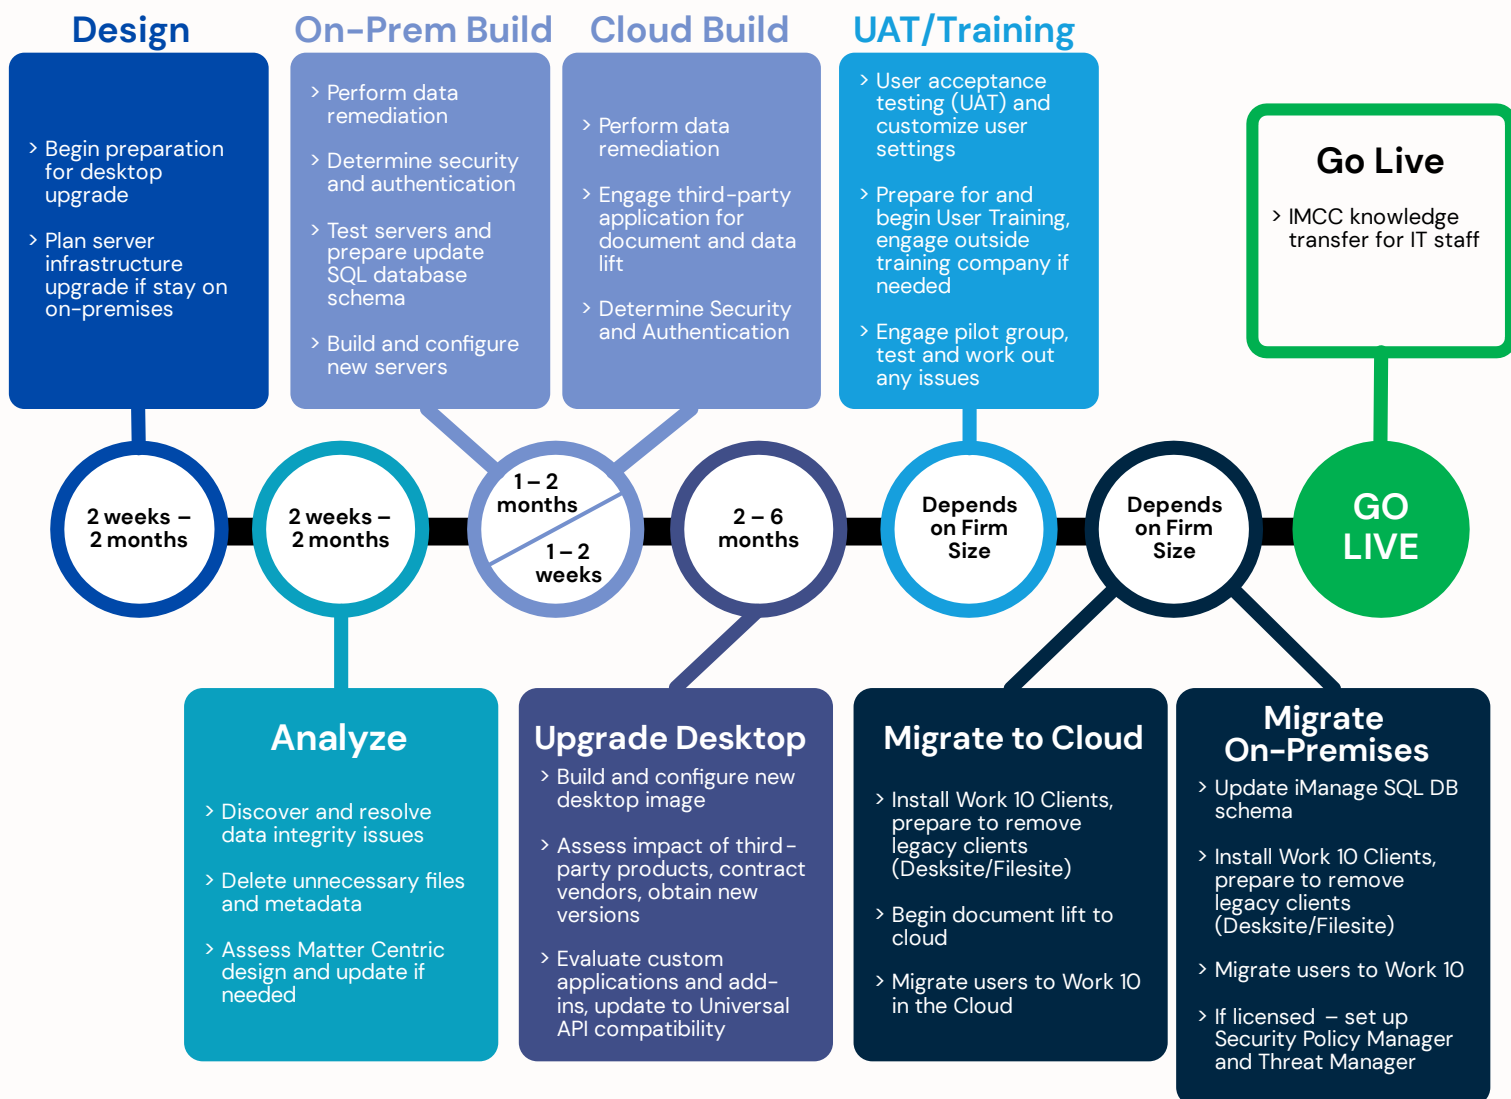 Design
> Begin preparation
for desktop
upgrade
> Plan server
infrastructure
upgrade if stay on
on-premises
On-Prem Build
> Perform data
remediation
> Determine security
and authentication
> Test servers and
prepare update
SQL database
schema
> Build and configure
new servers
Cloud Build
> Perform data
remediation
> Engage third-party
application for
document and data
lift
> Determine Security
and Authentication
UAT/Training
> User acceptance
testing (UAT) and
customize user
settings
> Prepare for and
begin User Training,
engage outside
training company if
needed
> Engage pilot group,
test and work out
any issues
Go Live
> IMCC knowledge
transfer for IT staff
2 weeks –
2 months
2 weeks –
2 months
1 – 2
months
1 – 2
weeks
2 – 6
months
Depends
on Firm
Size
Depends
on Firm
Size
GO
LIVE
Analyze
> Discover and resolve
data integrity issues
> Delete unnecessary files
and metadata
> Assess Matter Centric
design and update if
needed
Upgrade Desktop
> Build and configure new
desktop image
> Assess impact of third-
party products, contract
vendors, obtain new
versions
> Evaluate custom
applications and add-
ins, update to Universal
API compatibility
Migrate to Cloud
> Install Work 10 Clients,
prepare to remove
legacy clients
(Desksite/Filesite)
> Begin document lift to
cloud
> Migrate users to Work 10
in the Cloud
Migrate
On-Premises
> Update iManage SQL DB
schema
> Install Work 10 Clients,
prepare to remove
legacy clients
(Desksite/Filesite)
> Migrate users to Work 10
> If licensed – set up
Security Policy Manager
and Threat Manager